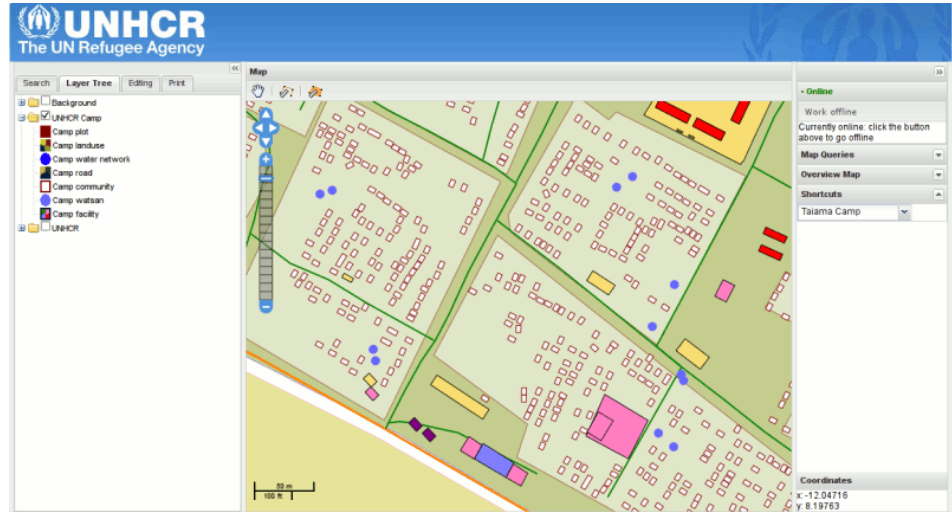 UNHCR
The UN Refugee Agency
Search
Layer Tree
Editing
Print
Background
UNHCR Camp
Camp plot
Camp landuse
Camp water network
Camp road
Camp community
Camp watsan
Camp facility
UNHCR
Map
50 m
100 ft
• Online
Work offline
Currently online: click the button
above to go offline
Map Queries
Overview Map
Shortcuts
Taiama Camp
Coordinates
x: -12.04716
y: 8.19763